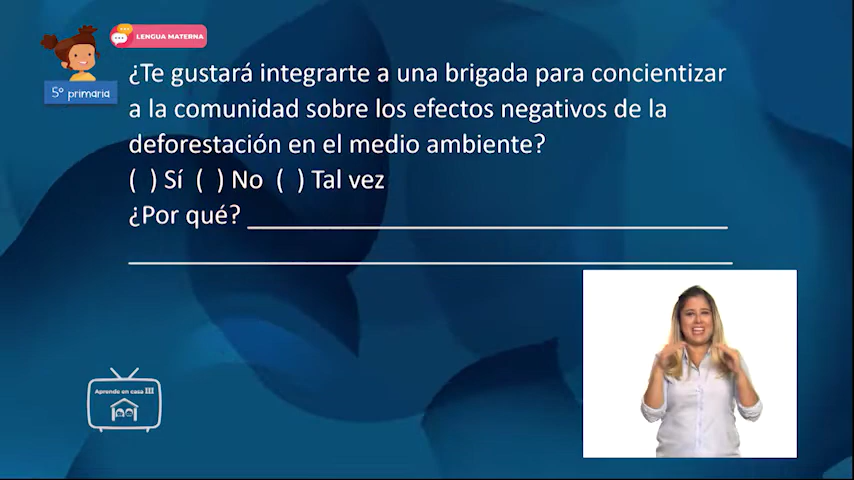 LENGUA MATERNA
5° primaria
¿Te gustará integrarte a una brigada para concientizar
a la comunidad sobre los efectos negativos de la
deforestación en el medio ambiente?
( ) Sí ( ) No ( ) Tal vez
¿Por qué?
Aprende en casa III